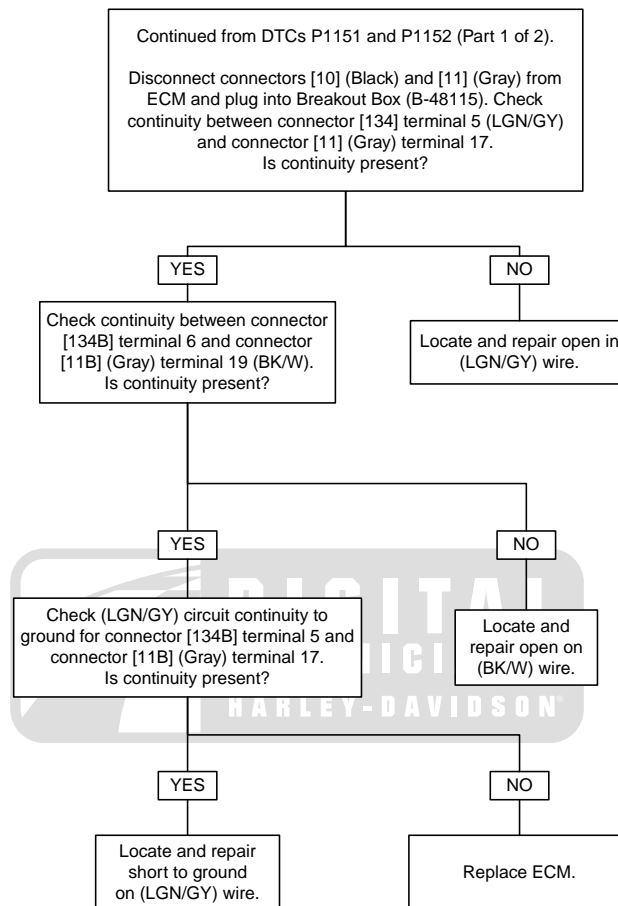 Continued from DTCs P1151 and P1152 (Part 1 of 2).
Disconnect connectors [10] (Black) and [11] (Gray) from
ECM and plug into Breakout Box (B-48115). Check
continuity between connector [134] terminal 5 (LGN/GY)
and connector [11] (Gray) terminal 17.
Is continuity present?
YES
NO
Check continuity between connector
[134B] terminal 6 and connector
[11B] (Gray) terminal 19 (BK/W).
Is continuity present?
Locate and repair open in
(LGN/GY) wire.
YES
NO
Check (LGN/GY) circuit continuity to
ground for connector [134B] terminal 5 and
connector [11B] (Gray) terminal 17.
Is continuity present?
Locate and
repair open on
(BK/W) wire.
DIGITAL
HARLEY-DAVIDSON
YES
NO
Locate and repair
short to ground
on (LGN/GY) wire.
Replace ECM.